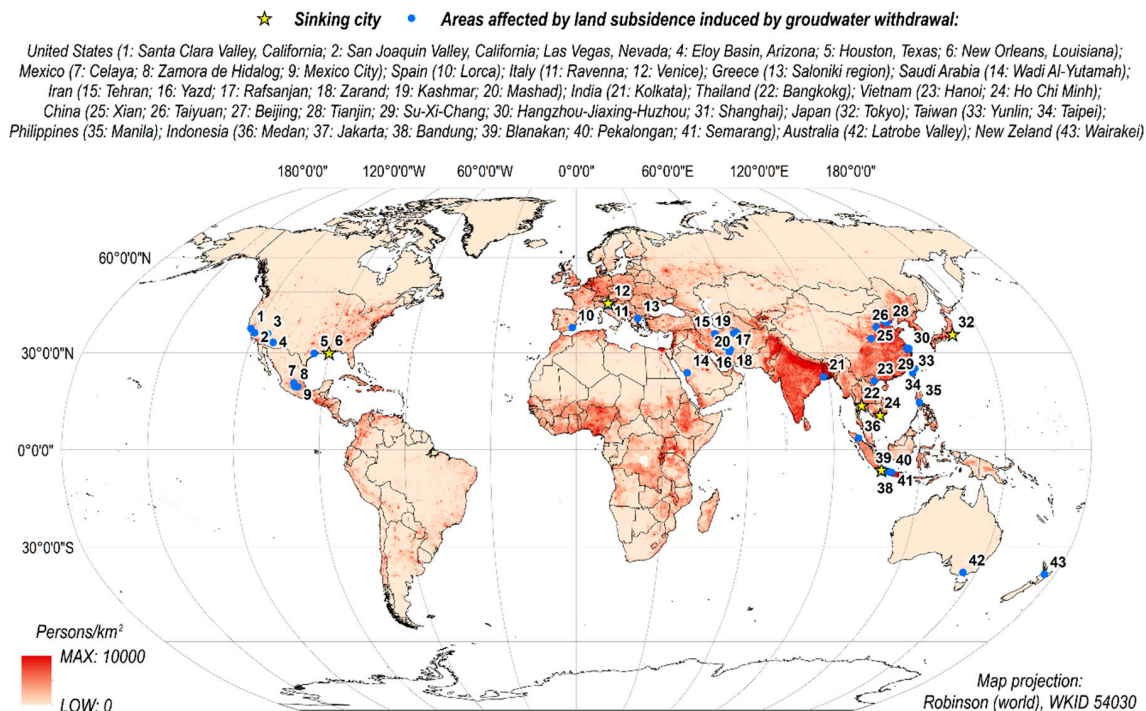 Sinking city Areas affected by land subsidence induced by groudwater withdrawal:
United States (1: Santa Clara Valley, California; 2: San Joaquin Valley, California; Las Vegas, Nevada; 4: Eloy Basin, Arizona; 5: Houston, Texas; 6: New Orleans, Louisiana);
Mexico (7: Celaya; 8: Zamora de Hidalog; 9: Mexico City); Spain (10: Lorca); Italy (11: Ravenna; 12: Venice); Greece (13: Saloniki region); Saudi Arabia (14: Wadi Al-Yutamah);
Iran (15: Tehran; 16: Yazd; 17: Rafsanjan; 18: Zarand; 19: Kashmar; 20: Mashad); India (21: Kolkata); Thailand (22: Bangkokg); Vietnam (23: Hanoi; 24: Ho Chi Minh);
China (25: Xian; 26: Taiyuan; 27: Beijing; 28: Tianjin; 29: Su-Xi-Chang; 30: Hangzhou-Jiaxing-Huzhou; 31: Shanghai); Japan (32: Tokyo); Taiwan (33: Yunlin; 34: Taipei);
Philippines (35: Manila); Indonesia (36: Medan; 37: Jakarta; 38: Bandung; 39: Blanakan; 40: Pekalongan; 41: Semarang); Australia (42: Latrobe Valley); New Zeland (43: Wairakei)
180°0'0" 120°0'0"W 60°0'0"W 0°0'0" 60°0'0"E 120°0'0"E 180°0'0"
60°0'0"N
30°0'0"N
0°0'0"
30°0'0"S
1
3
2
4
5 6
7
8
9
10
12
11
13
15 19
20 17
14 16 18
21
26 28
25
30
32
23 29 33
34
22 24
35
36
39 40
41
38
42
43
Persons/km²
MAX: 10000
LOW: 0
Map projection:
Robinson (world), WKID 54030